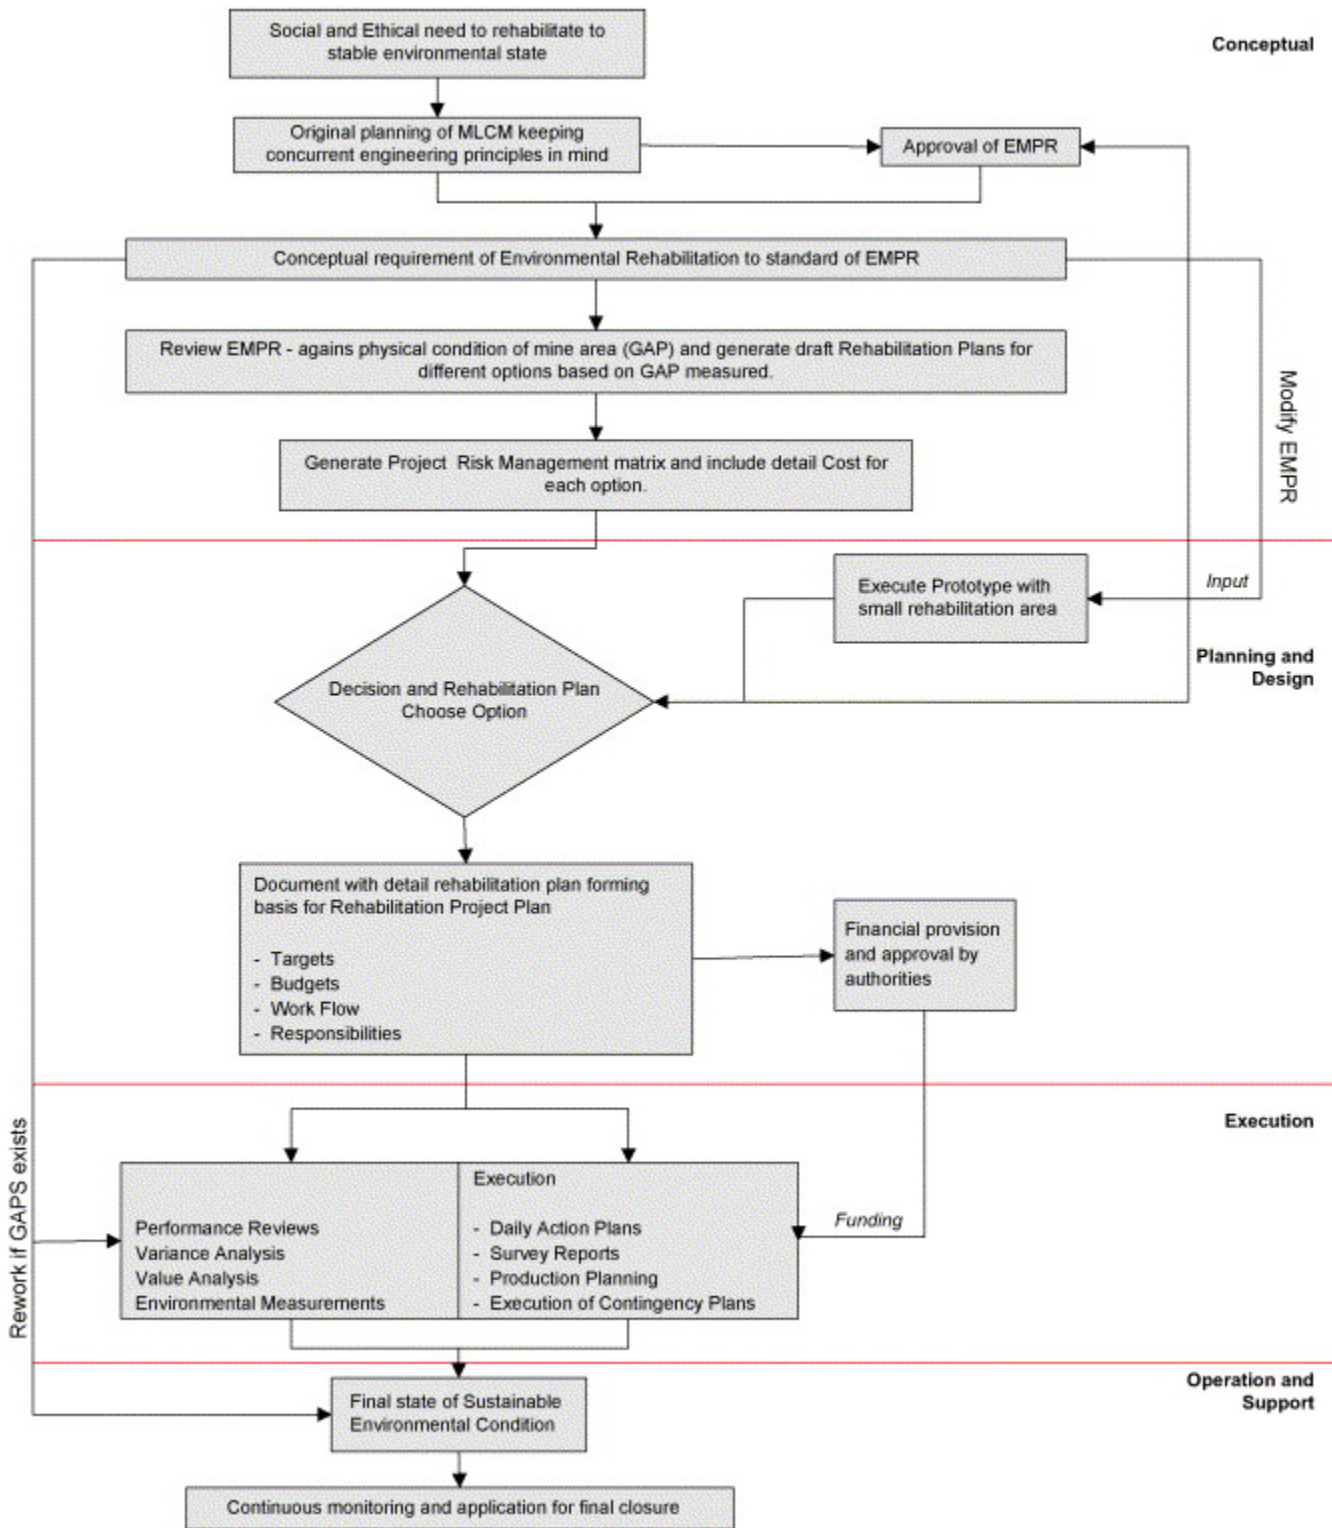 Social and Ethical need to rehabilitate to
stable environmental state
Conceptual
Original planning of MLCM keeping
concurrent engineering principles in mind
Approval of EMPR
Conceptual requirement of Environmental Rehabilitation to standard of EMPR
Review EMPR - agains physical condition of mine area (GAP) and generate draft Rehabilitation Plans for
different options based on GAP measured.
Modify EMPR
Generate Project Risk Management matrix and include detail Cost for
each option.
Execute Prototype with
small rehabilitation area
Input
Planning and
Design
Decision and Rehabilitation Plan
Choose Option
Document with detail rehabilitation plan forming
basis for Rehabilitation Project Plan
- Targets
- Budgets
- Work Flow
- Responsibilities
Financial provision
and approval by
authorities
Execution
Rework if GAPS exists
Performance Reviews
Variance Analysis
Value Analysis
Environmental Measurements
Execution
- Daily Action Plans
- Survey Reports
- Production Planning
- Execution of Contingency Plans
Funding
Operation and
Support
Final state of Sustainable
Environmental Condition
Continuous monitoring and application for final closure